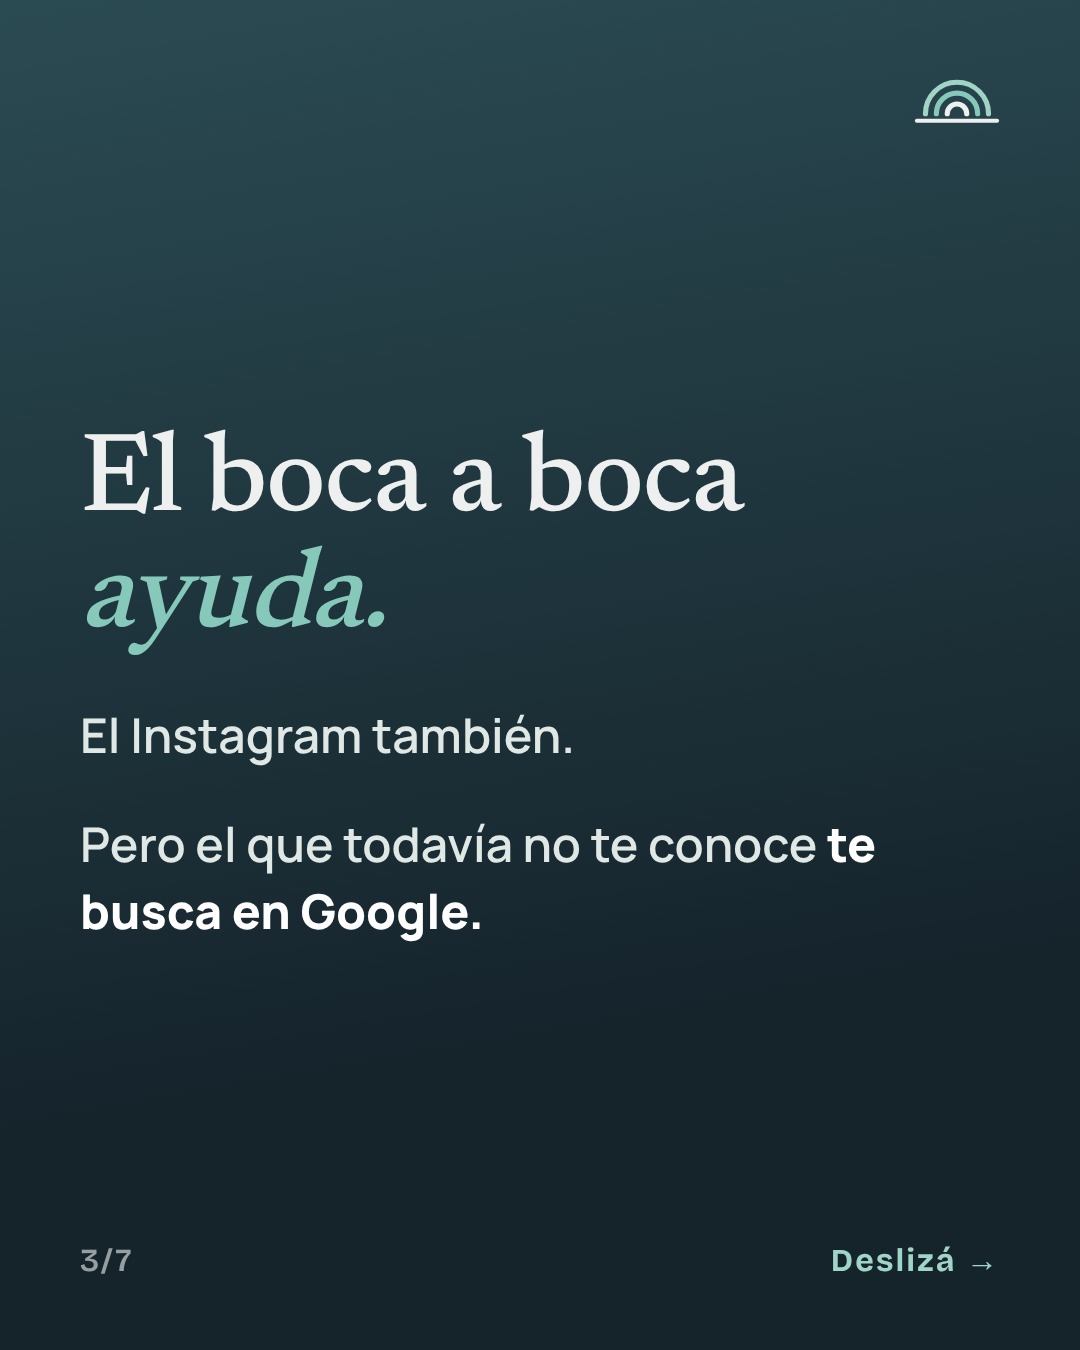 El boca a boca
ayuda.
El Instagram también.
Pero el que todavía no te conoce te
busca en Google.
3/7
Deslizá →